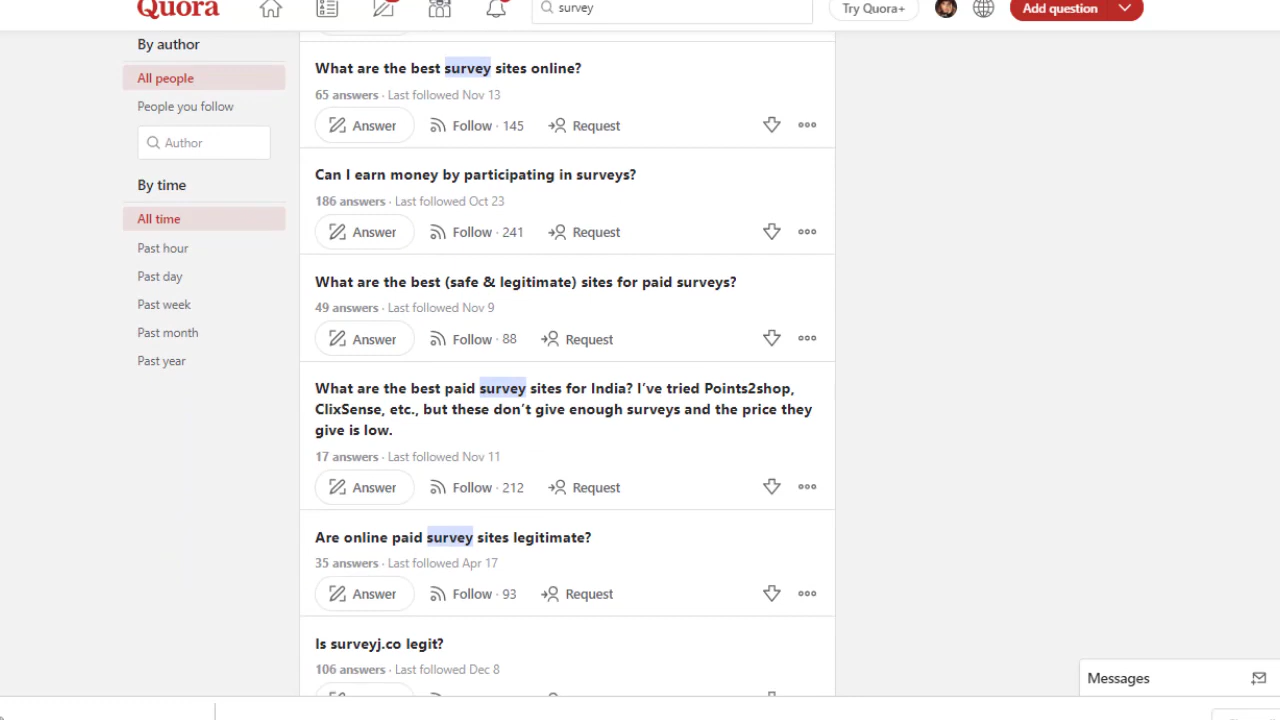 Quora
survey
Try Quora+
Add question
By author
All people
People you follow
Author
By time
All time
Past hour
Past day
Past week
Past month
Past year
What are the best survey sites online?
65 answers · Last followed Nov 13
Answer Follow · 145 Request
Can I earn money by participating in surveys?
186 answers · Last followed Oct 23
Answer Follow · 241 Request
What are the best (safe & legitimate) sites for paid surveys?
49 answers · Last followed Nov 9
Answer Follow · 88 Request
What are the best paid survey sites for India? I’ve tried Points2shop,
ClixSense, etc., but these don’t give enough surveys and the price they
give is low.
17 answers · Last followed Nov 11
Answer Follow · 212 Request
Are online paid survey sites legitimate?
35 answers · Last followed Apr 17
Answer Follow · 93 Request
Is surveyj.co legit?
106 answers · Last followed Dec 8
Messages